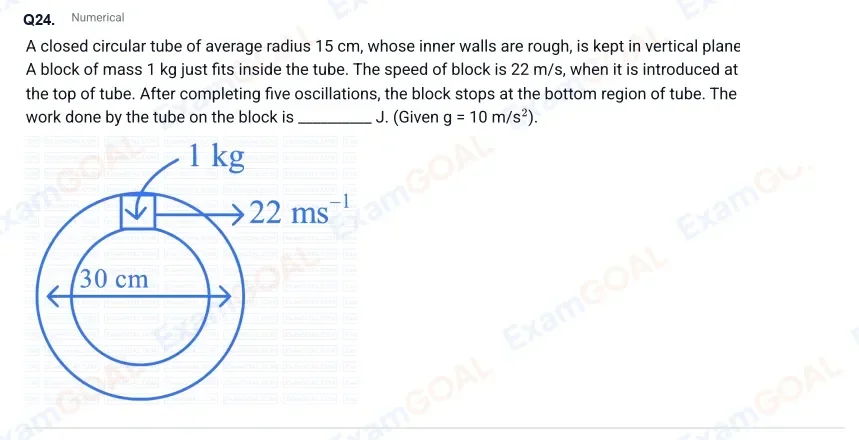 Q24. Numerical
A closed circular tube of average radius 15 cm, whose inner walls are rough, is kept in vertical plane
A block of mass 1 kg just fits inside the tube. The speed of block is 22 m/s, when it is introduced at
the top of tube. After completing five oscillations, the block stops at the bottom region of tube. The
work done by the tube on the block is _________ J. (Given g = 10 m/s²).
1 kg
22 ms⁻¹
30 cm
ExamGOAL
ExamGOAL
ExamGOAL
ExamGOAL